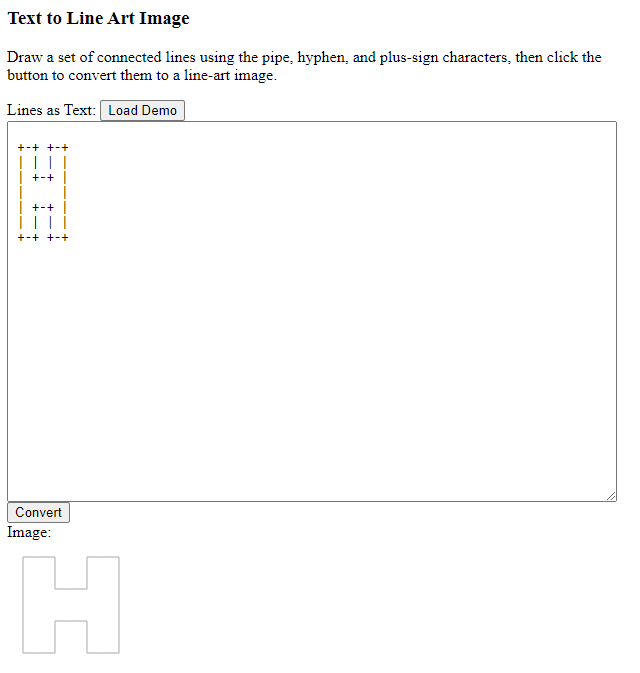 Text to Line Art Image
Draw a set of connected lines using the pipe, hyphen, and plus-sign characters, then click the
button to convert them to a line-art image.
Lines as Text: Load Demo
+-+ +-+
| | | |
| +-+ |
|     |
| +-+ |
| | | |
+-+ +-+
Convert
Image: